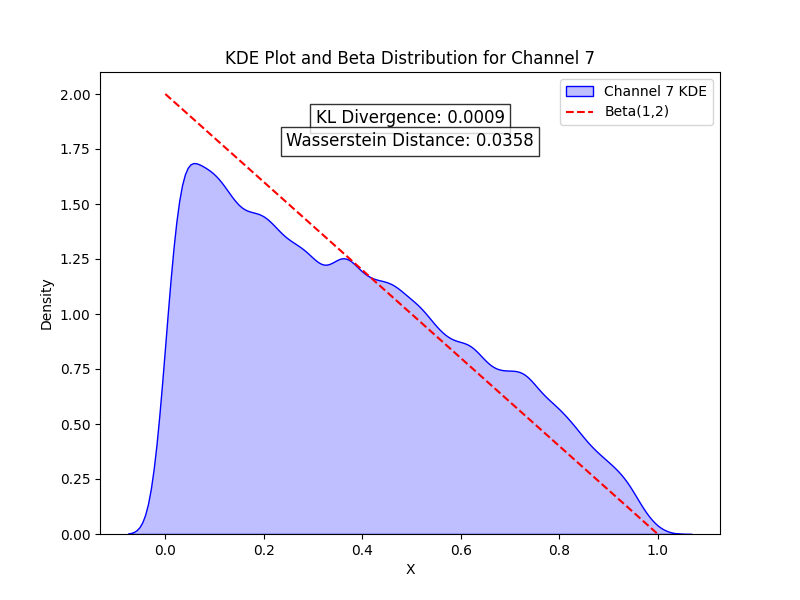 KDE Plot and Beta Distribution for Channel 7
Channel 7 KDE
Beta(1,2)
KL Divergence: 0.0009
Wasserstein Distance: 0.0358
Density
2.00
1.75
1.50
1.25
1.00
0.75
0.50
0.25
0.00
0.0 0.2 0.4 0.6 0.8 1.0
X